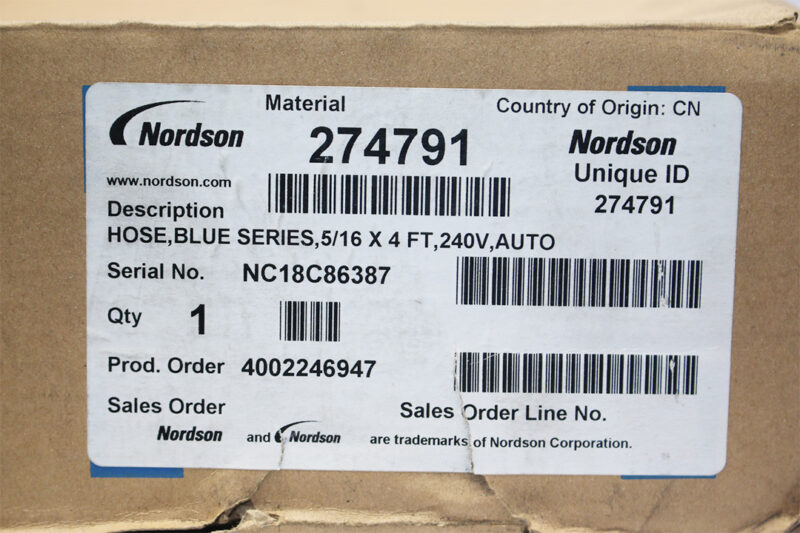 Nordson
Material
Country of Origin: CN
274791
Nordson
www.nordson.com
Unique ID
274791
Description
HOSE,BLUE SERIES,5/16 X 4 FT,240V,AUTO
Serial No. NC18C86387
Qty 1
Prod. Order 4002246947
Sales Order
Sales Order Line No.
Nordson and Nordson are trademarks of Nordson Corporation.